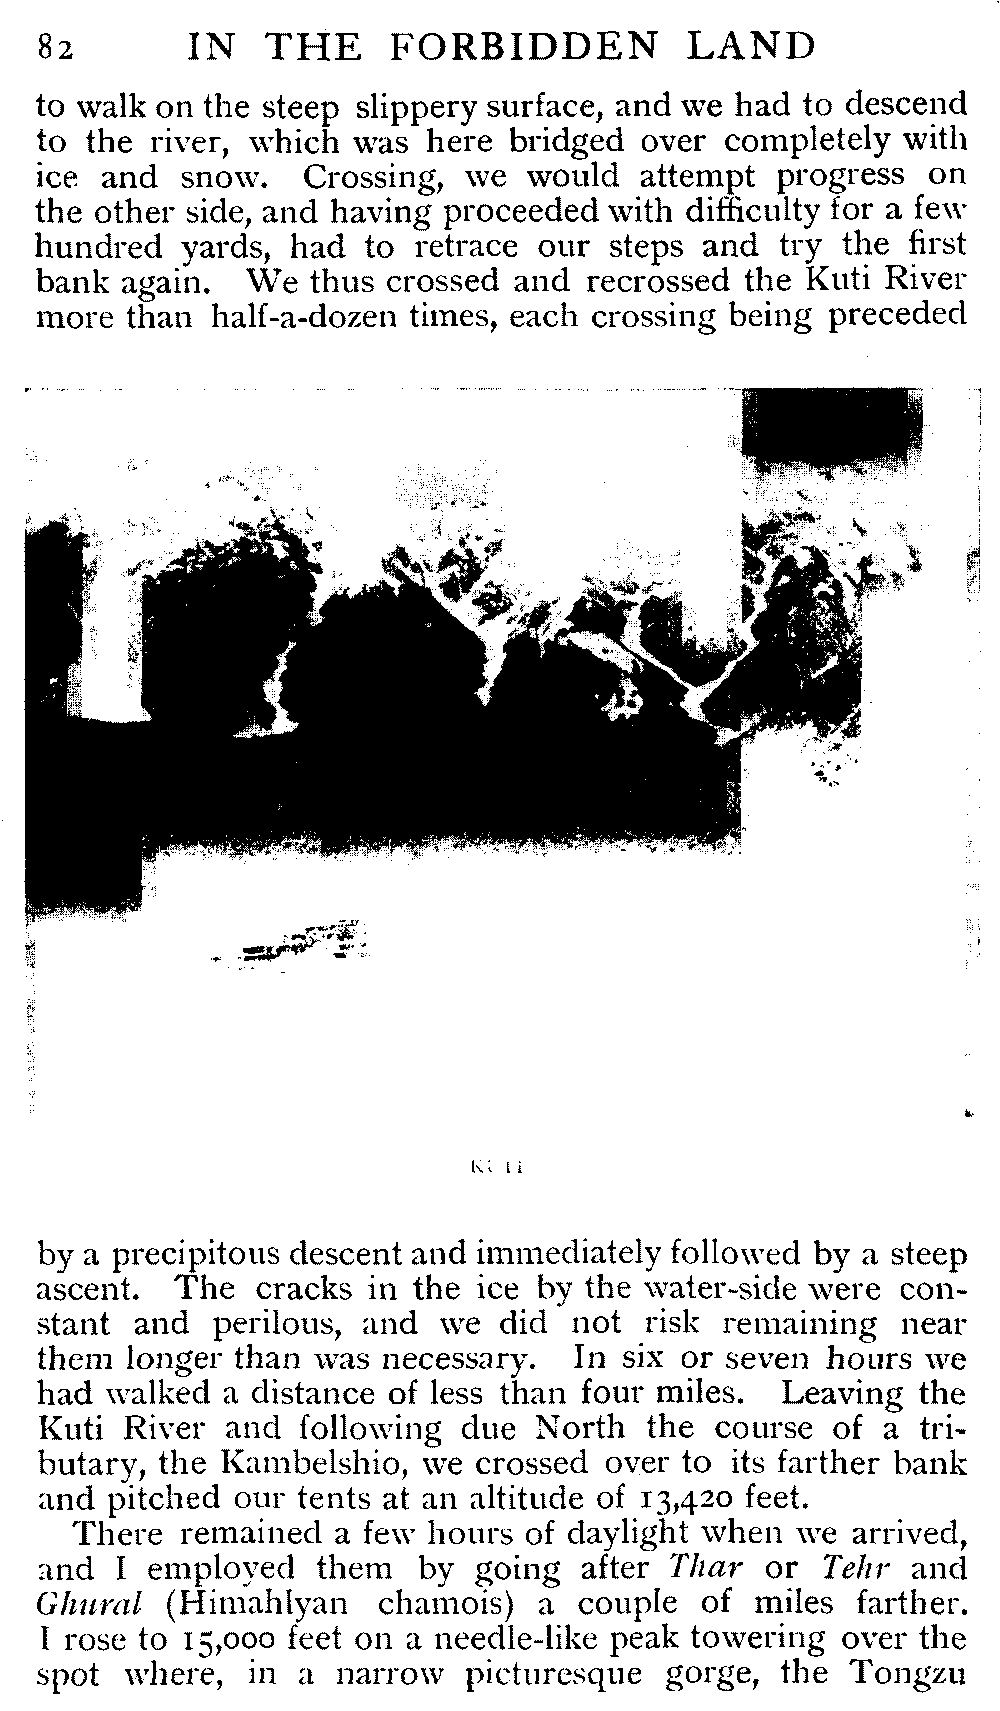 82 IN THE FORBIDDEN LAND
to walk on the steep slippery surface, and we had to descend
to the river, which was here bridged over completely with
ice and snow. Crossing, we would attempt progress on
the other side, and having proceeded with difficulty for a few
hundred yards, had to retrace our steps and try the first
bank again. We thus crossed and recrossed the Kuti River
more than half-a-dozen times, each crossing being preceded
by a precipitous descent and immediately followed by a steep
ascent. The cracks in the ice by the water-side were con-
stant and perilous, and we did not risk remaining near
them longer than was necessary. In six or seven hours we
had walked a distance of less than four miles. Leaving the
Kuti River and following due North the course of a tri-
butary, the Kambelshio, we crossed over to its farther bank
and pitched our tents at an altitude of 13,420 feet.
There remained a few hours of daylight when we arrived,
and I employed them by going after Thar or Tehr and
Ghural (Himahlyan chamois) a couple of miles farther.
I rose to 15,000 feet on a needle-like peak towering over the
spot where, in a narrow picturesque gorge, the Tongzu